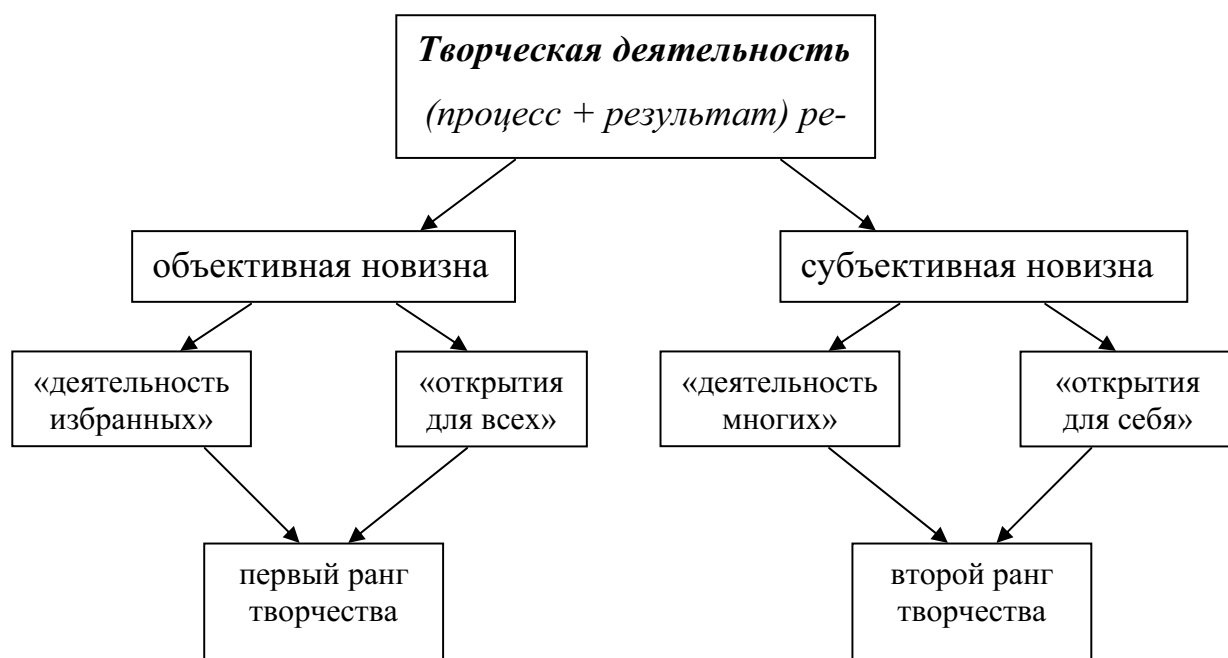 Творческая деятельность
(процесс + результат) ре-
объективная новизна
субъективная новизна
«деятельность
избранных»
«открытия
для всех»
«деятельность
многих»
«открытия
для себя»
первый ранг
творчества
второй ранг
творчества